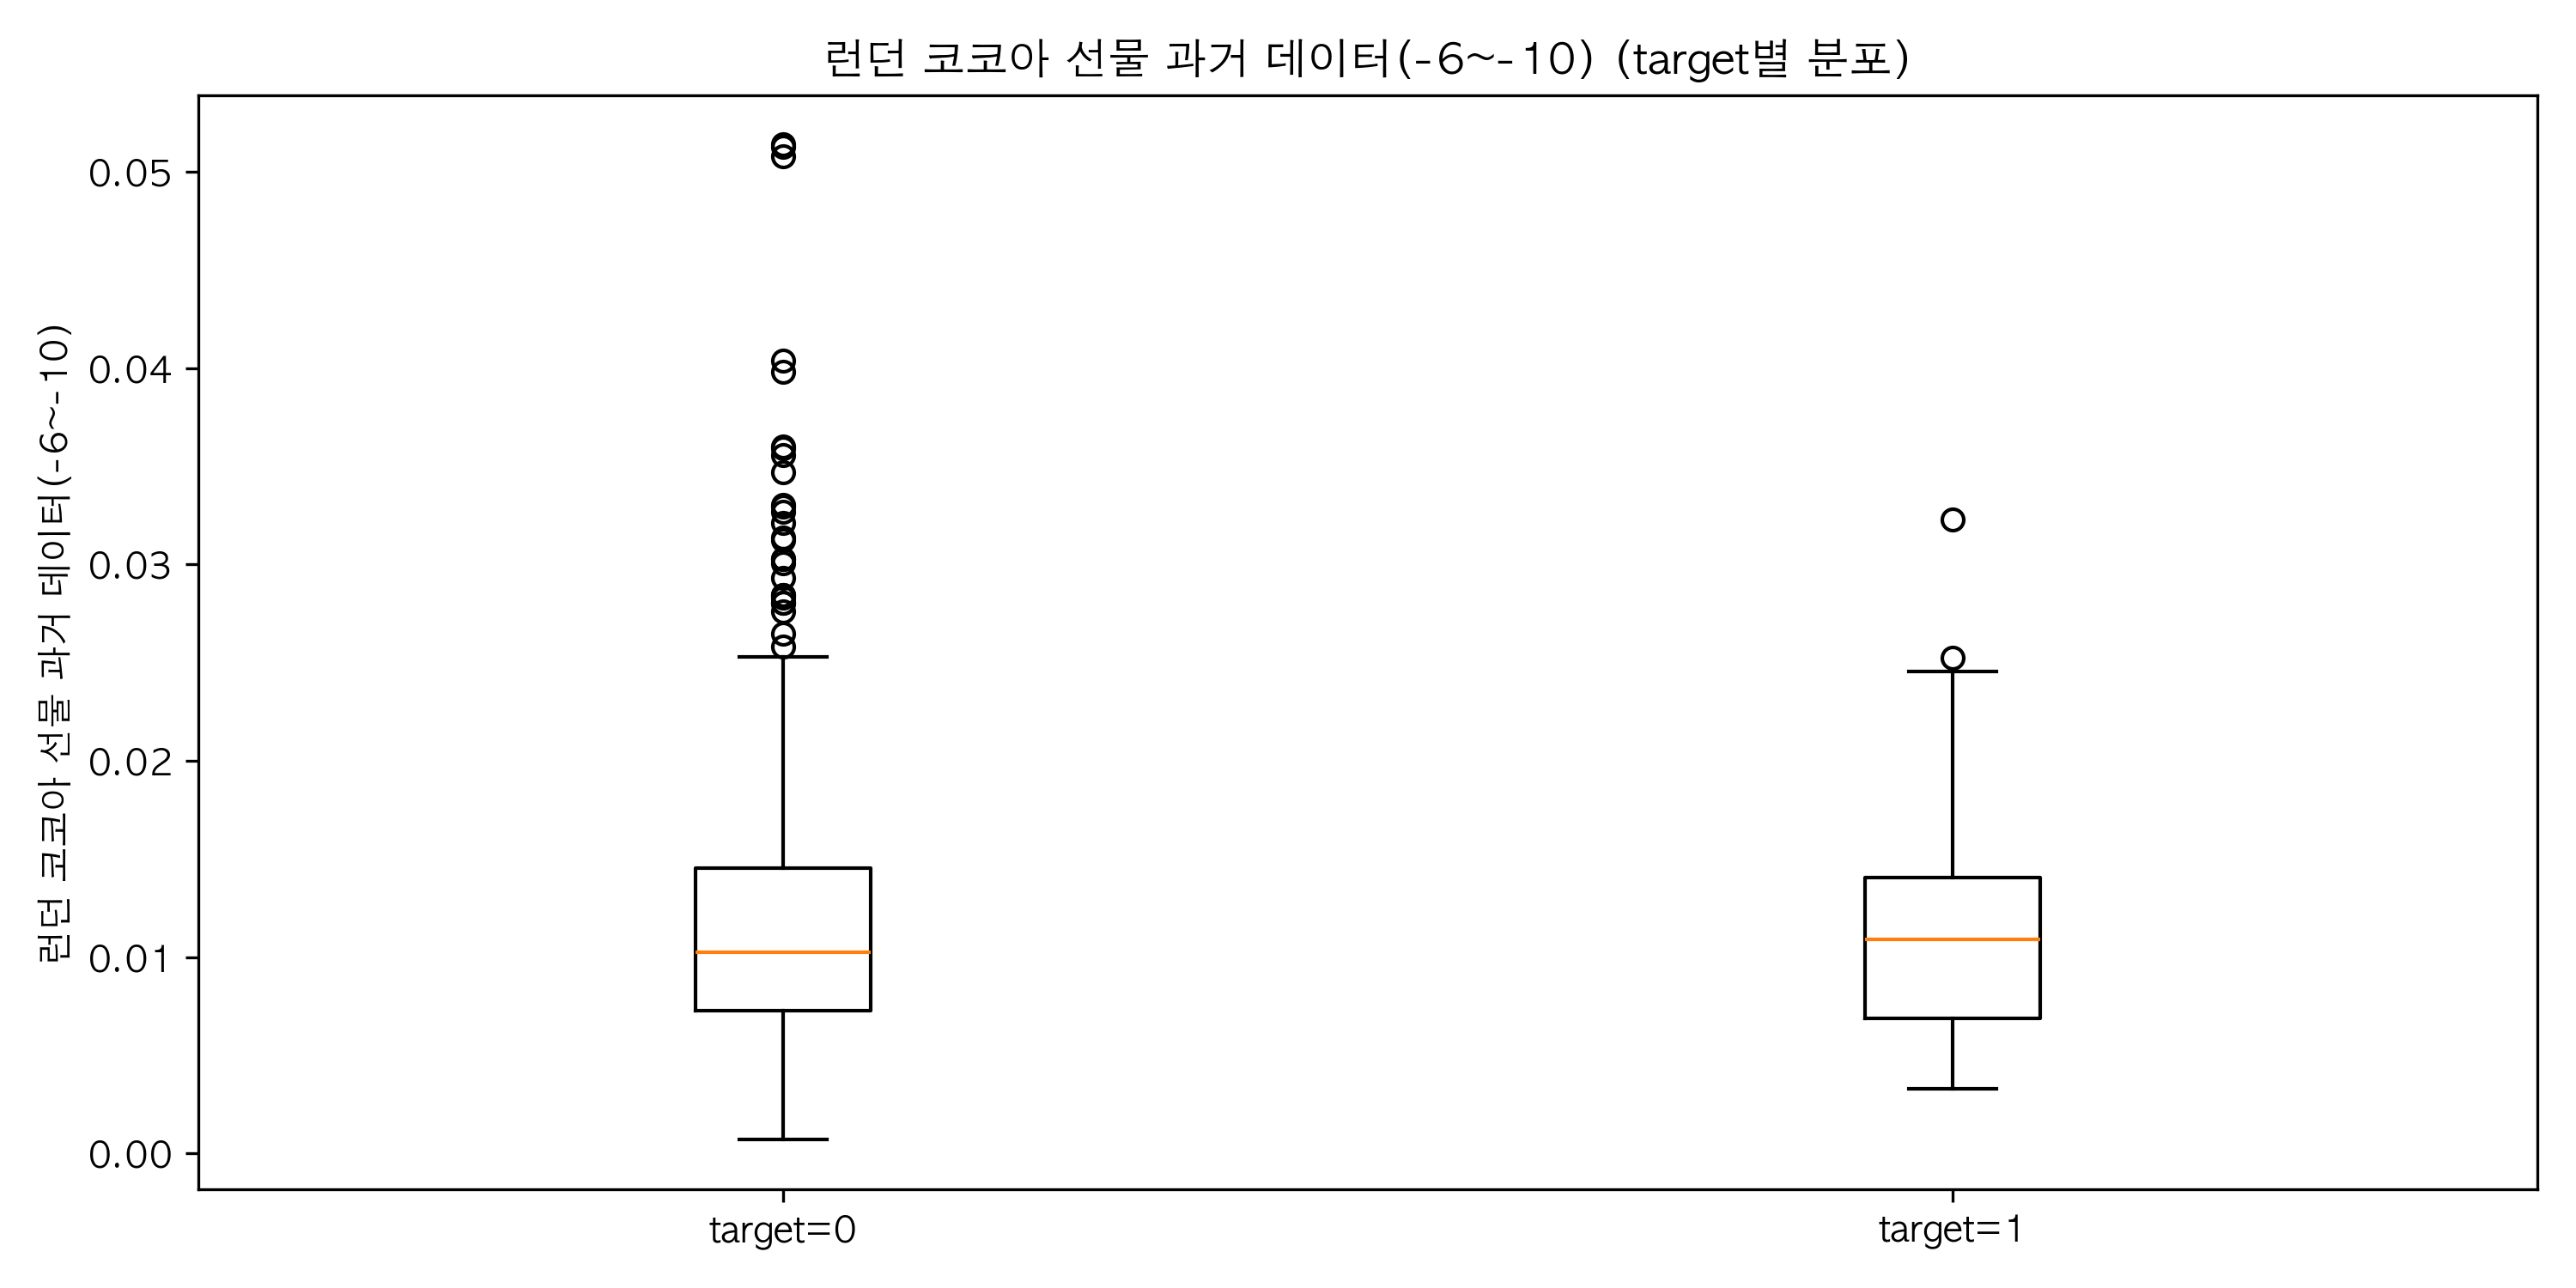 런던 코코아 선물 과거 데이터(-6~-10) (target별 분포)
런던 코코아 선물 과거 데이터(-6~-10)
0.05
0.04
0.03
0.02
0.01
0.00
target=0
target=1